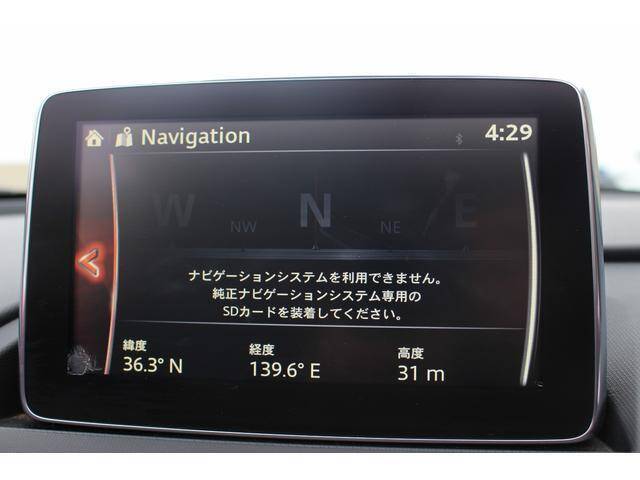 Navigation
4:29
W NW N NE E
ナビゲーションシステムを利用できません。
純正ナビゲーションシステム専用の
SDカードを装着してください。
緯度 経度 高度
36.3° N 139.6° E 31 m